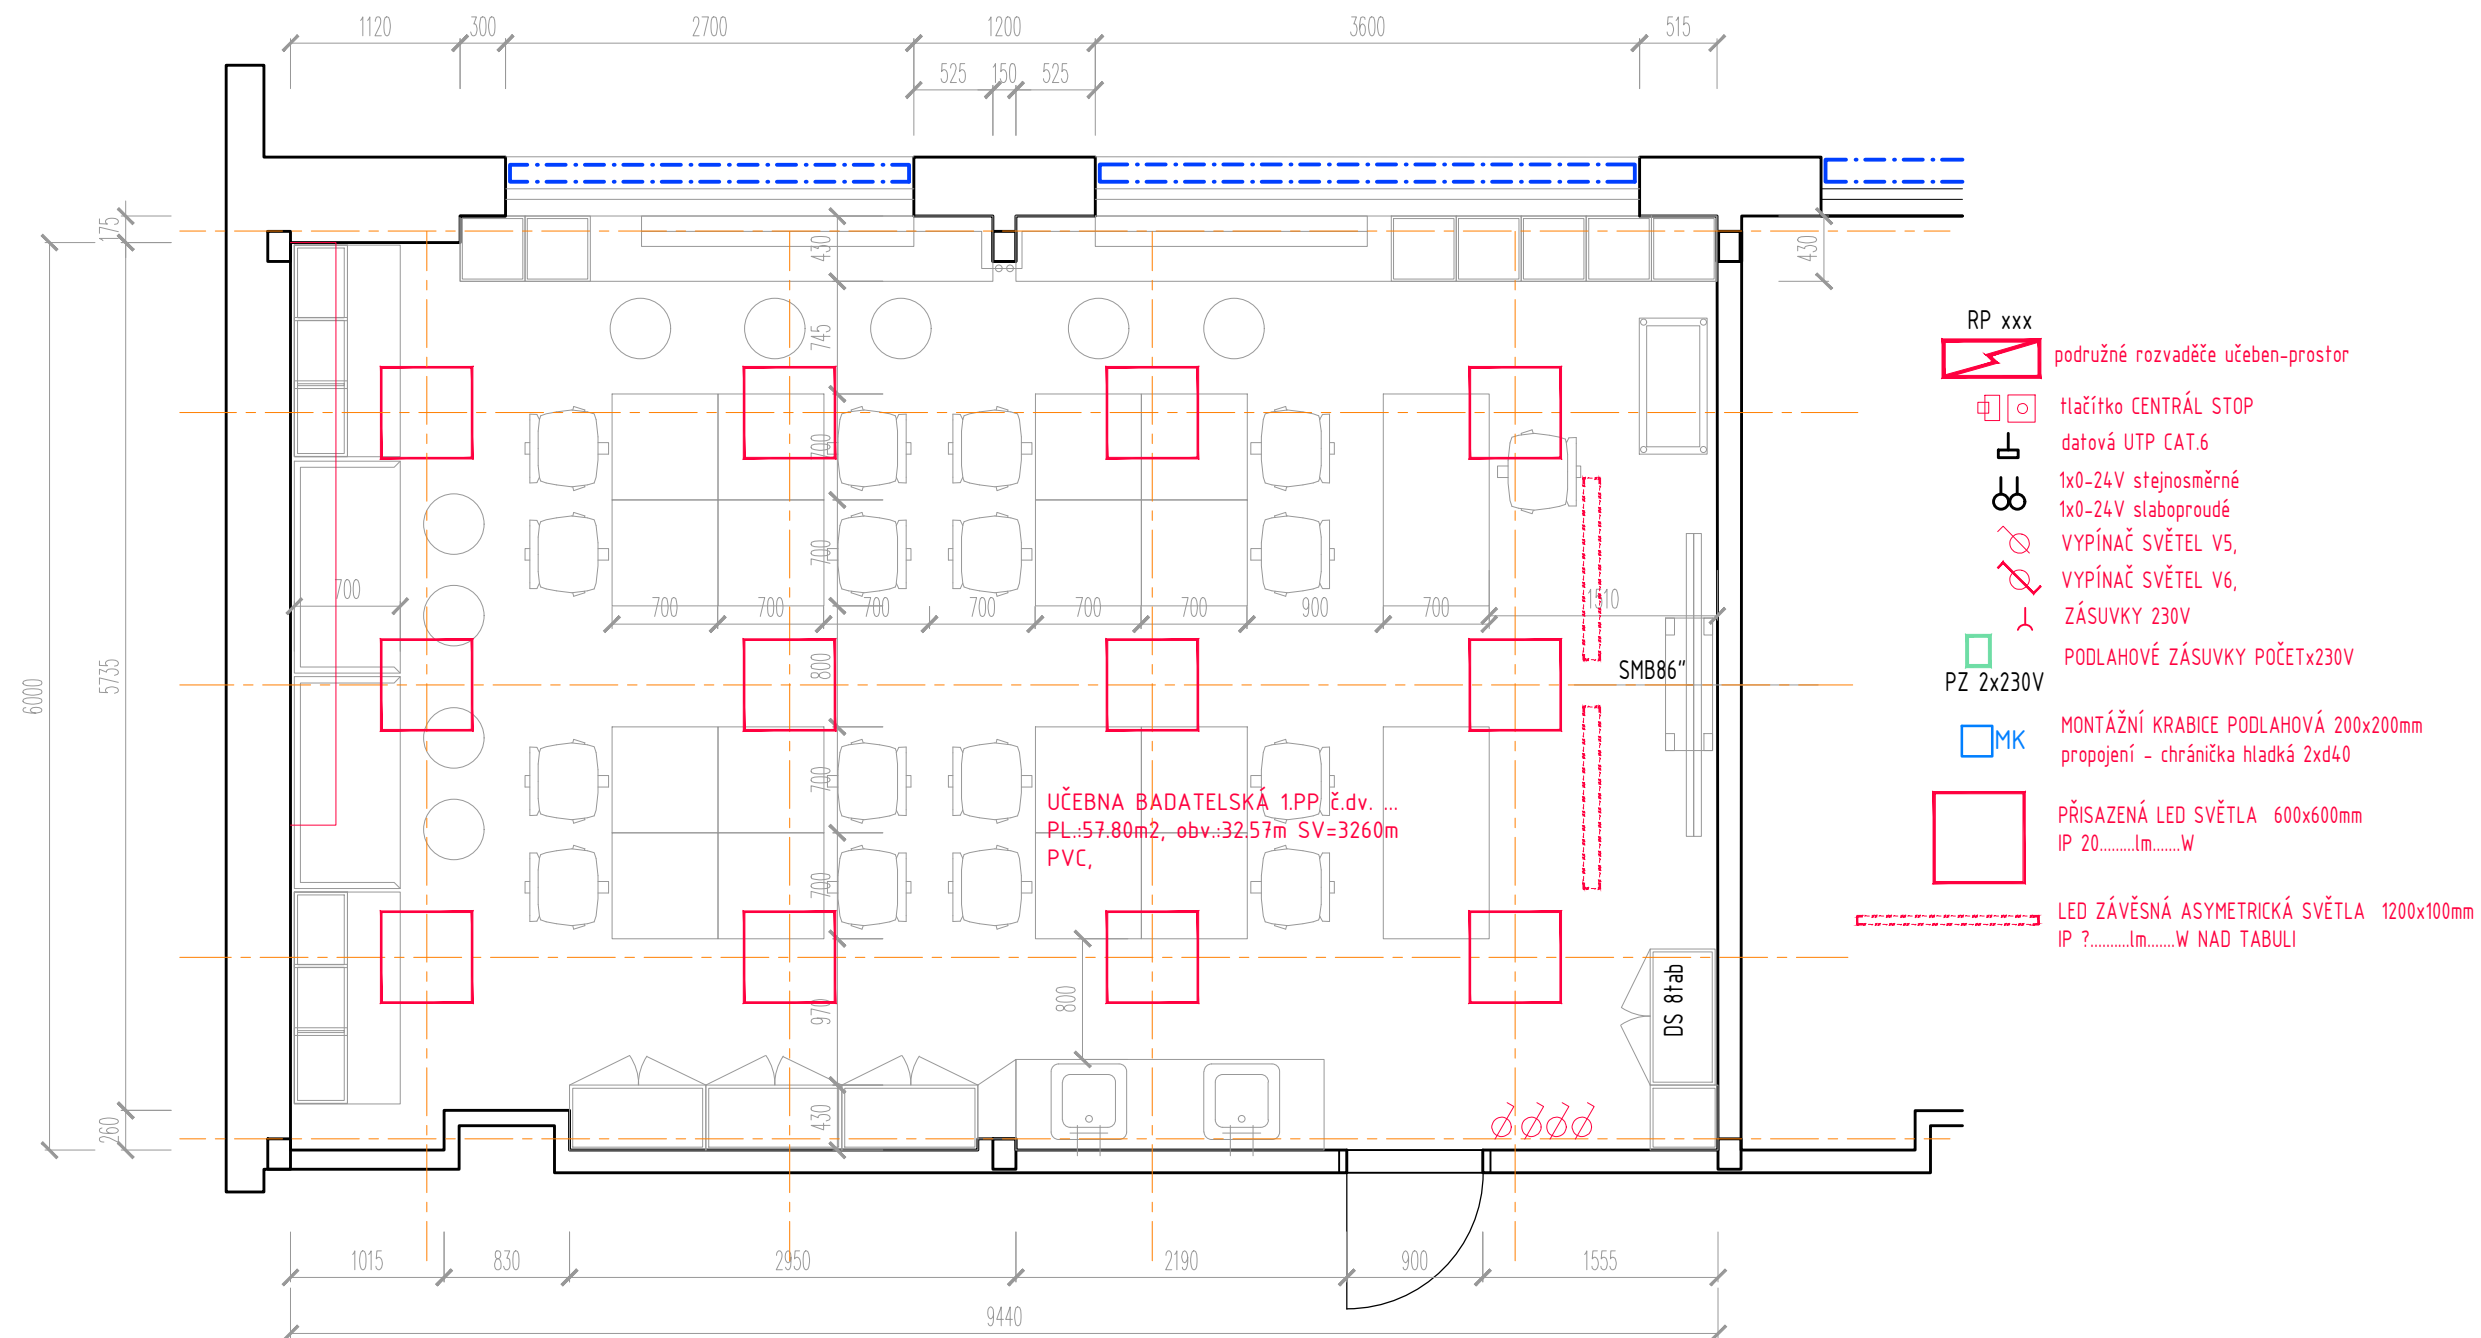 1120 300 2700 1200 3600 515
525 150 525
175
430
430
745
6000
5735
260
700
700
700
700 700 700 700 700 700 900 700 1510
800
700
700
970
800
430
SMB86"
UČEBNA BADATELSKÁ 1.PP č.dv. ...
PL.:57.80m2, obv.:32.57m SV=3260m
PVC,
DS 8tab
1015 830 2950 2190 900 1555
9440
RP xxx
podružné rozvaděče učeben-prostor
tlačítko CENTRÁL STOP
datová UTP CAT.6
1x0-24V stejnosměrné
1x0-24V slaboproudé
VYPÍNAČ SVĚTEL V5,
VYPÍNAČ SVĚTEL V6,
ZÁSUVKY 230V
PODLAHOVÉ ZÁSUVKY POČETx230V
PZ 2x230V
MK
MONTÁŽNÍ KRABICE PODLAHOVÁ 200x200mm
propojení - chránička hladká 2xd40
PŘISAZENÁ LED SVĚTLA 600x600mm
IP 20.........lm.......W
LED ZÁVĚSNÁ ASYMETRICKÁ SVĚTLA 1200x100mm
IP ?..........lm.......W NAD TABULI